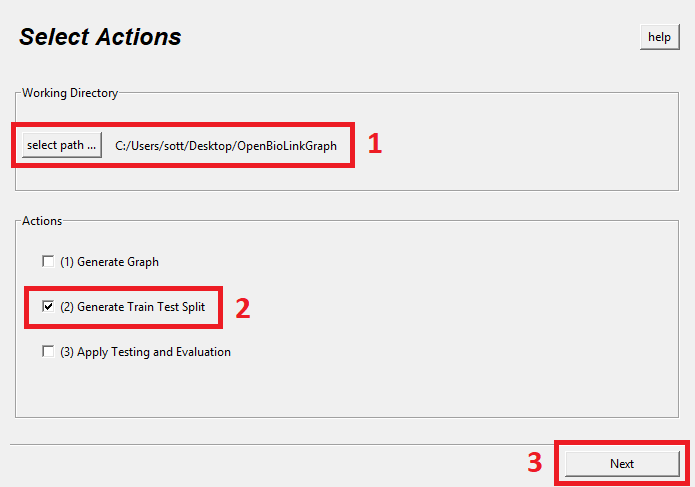 Select Actions
help
Working Directory
select path ...
C:/Users/sott/Desktop/OpenBioLinkGraph
1
Actions
(1) Generate Graph
(2) Generate Train Test Split
2
(3) Apply Testing and Evaluation
3
Next